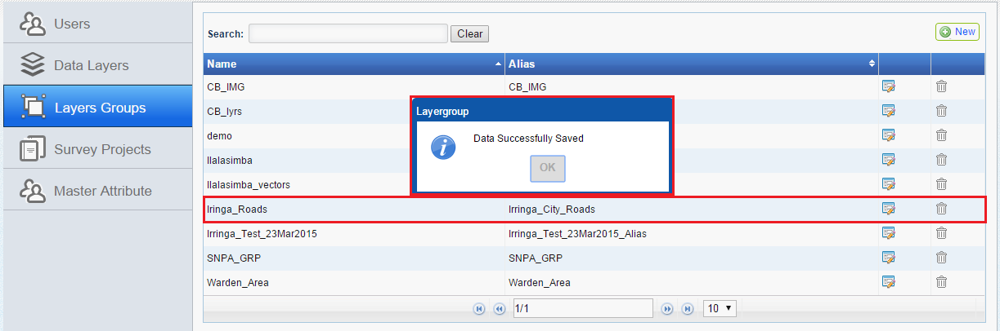 Users
Data Layers
Layers Groups
Survey Projects
Master Attribute
Search: Clear New
Name Alias
CB_IMG CB_IMG
CB_lyrs
demo
Ilalasimba
Ilalasimba_vectors
Layergroup
Data Successfully Saved
OK
Iringa_Roads Irringa_City_Roads
Irringa_Test_23Mar2015 Irringa_Test_23Mar2015_Alias
SNPA_GRP SNPA_GRP
Warden_Area Warden_Area
1/1 10